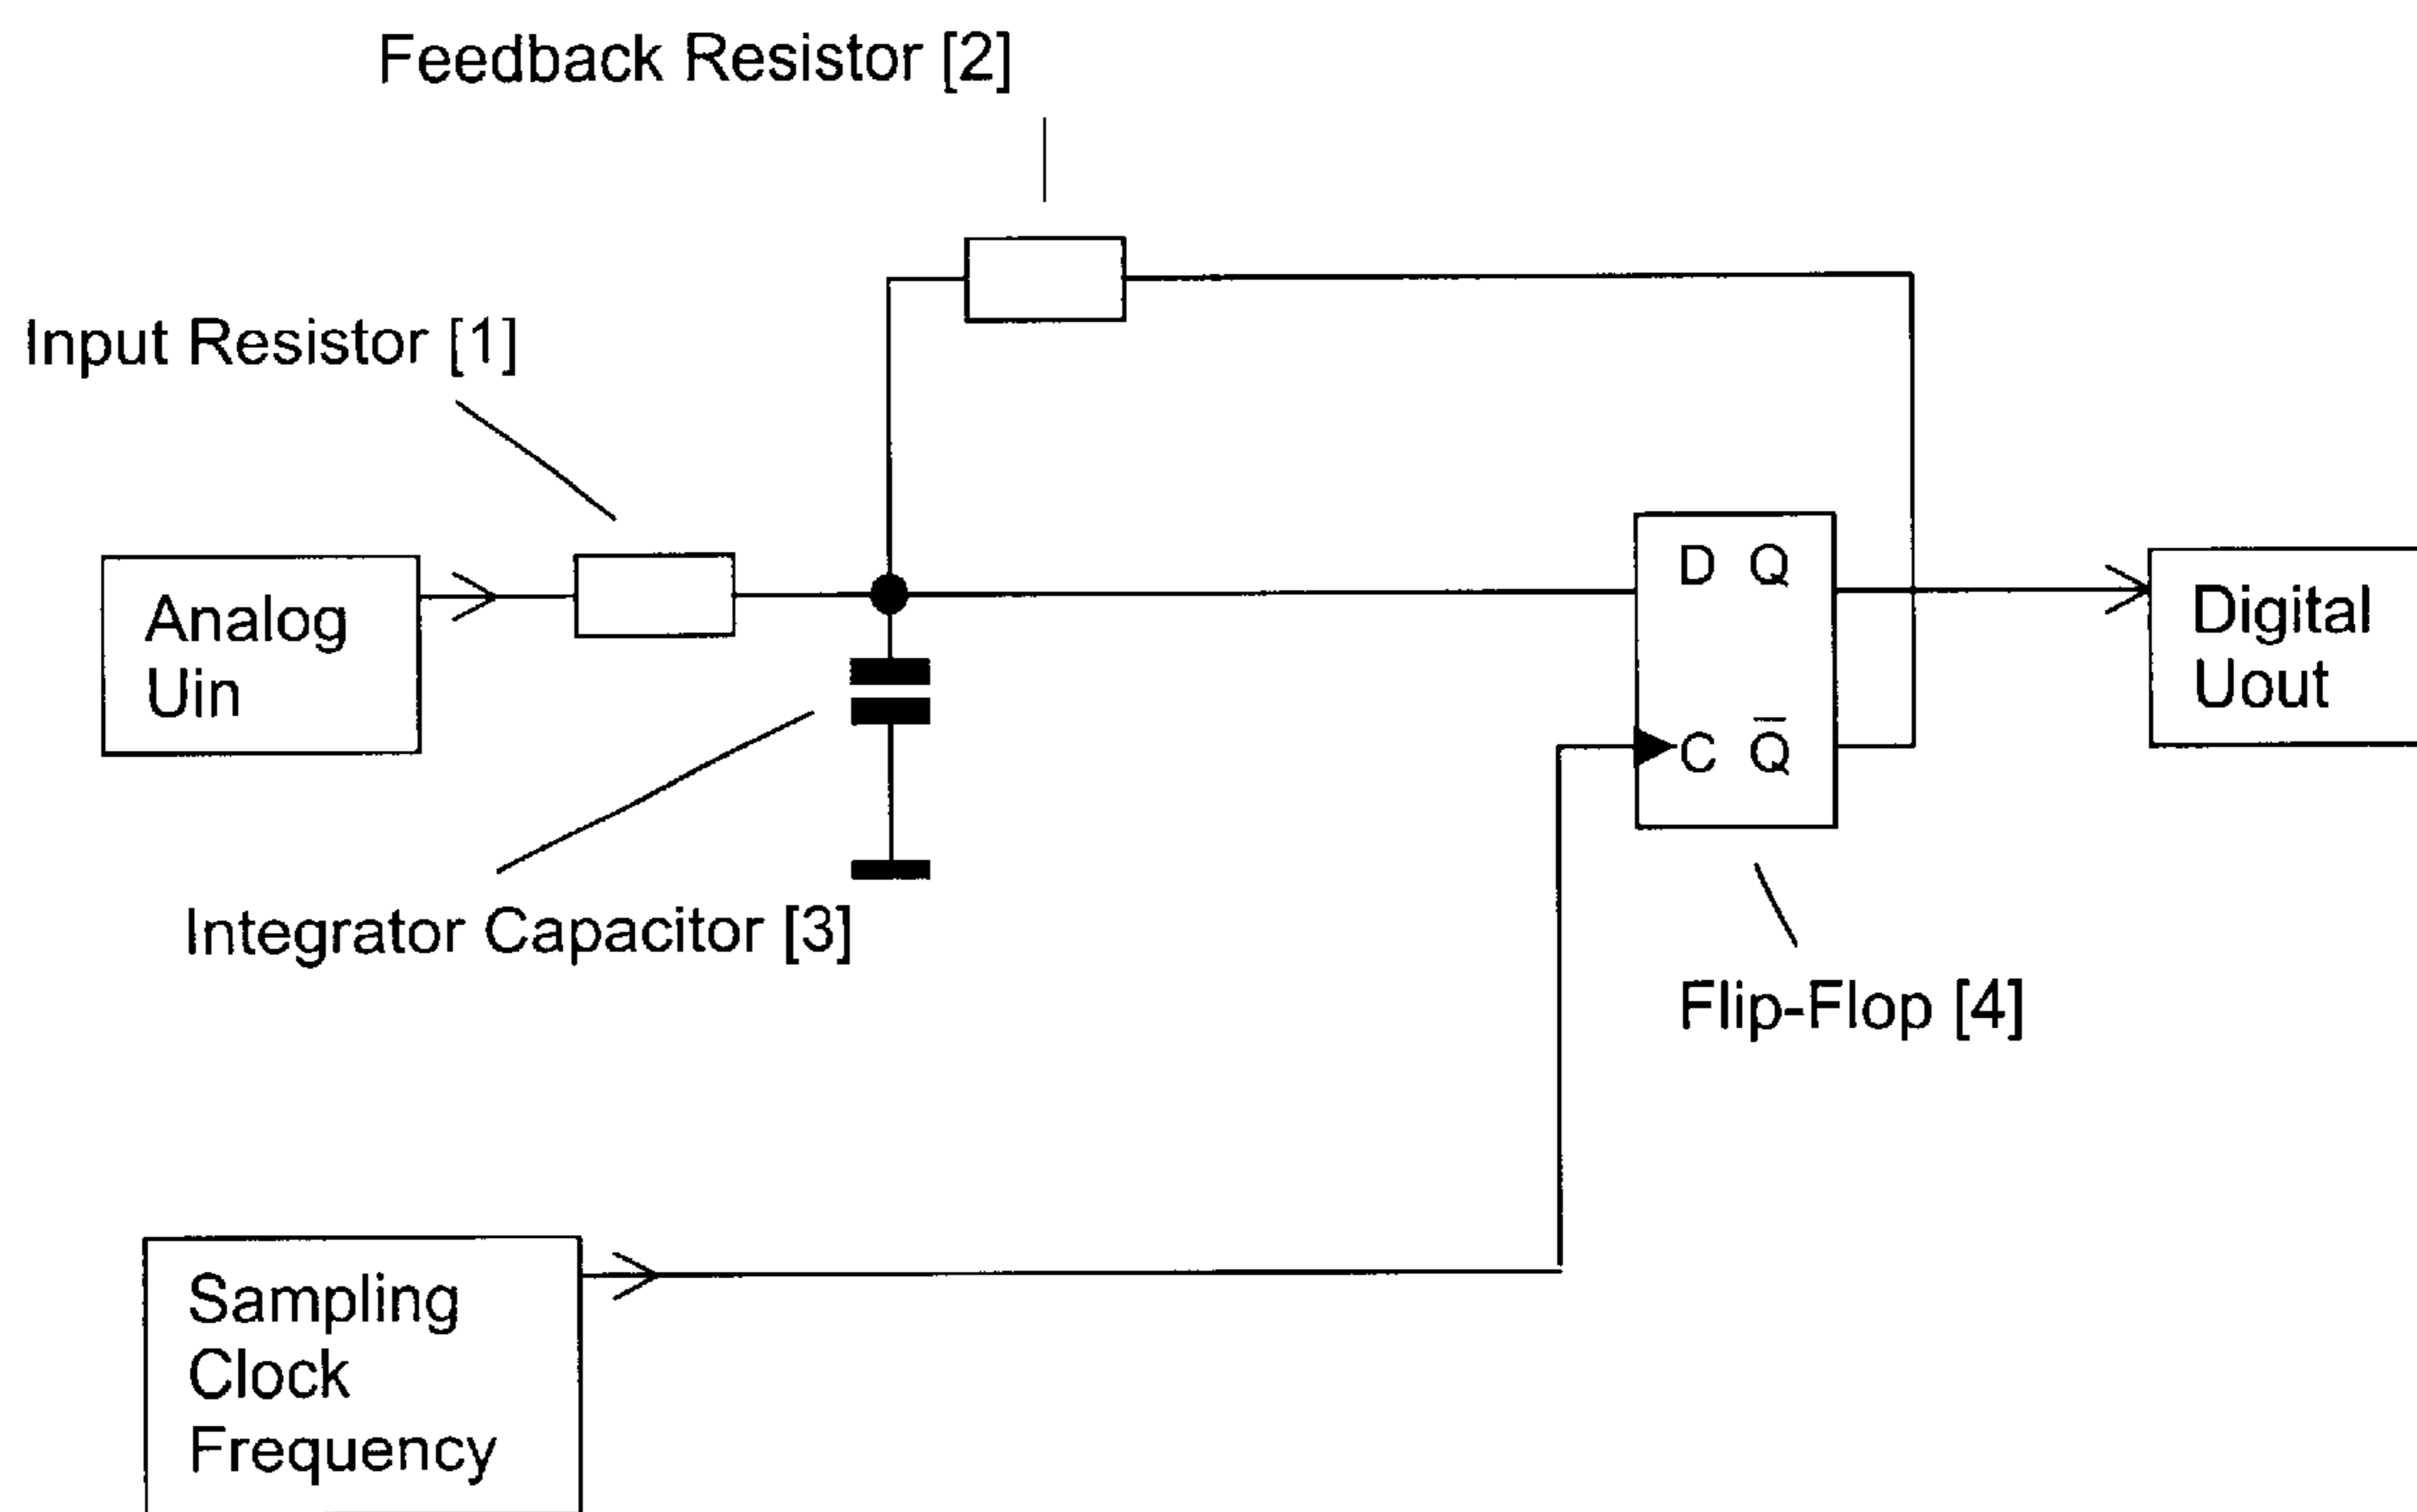 Feedback Resistor [2]
Input Resistor [1]
Analog
Uin
D Q
C Q̅
Digital
Uout
Integrator Capacitor [3]
Flip-Flop [4]
Sampling
Clock
Frequency